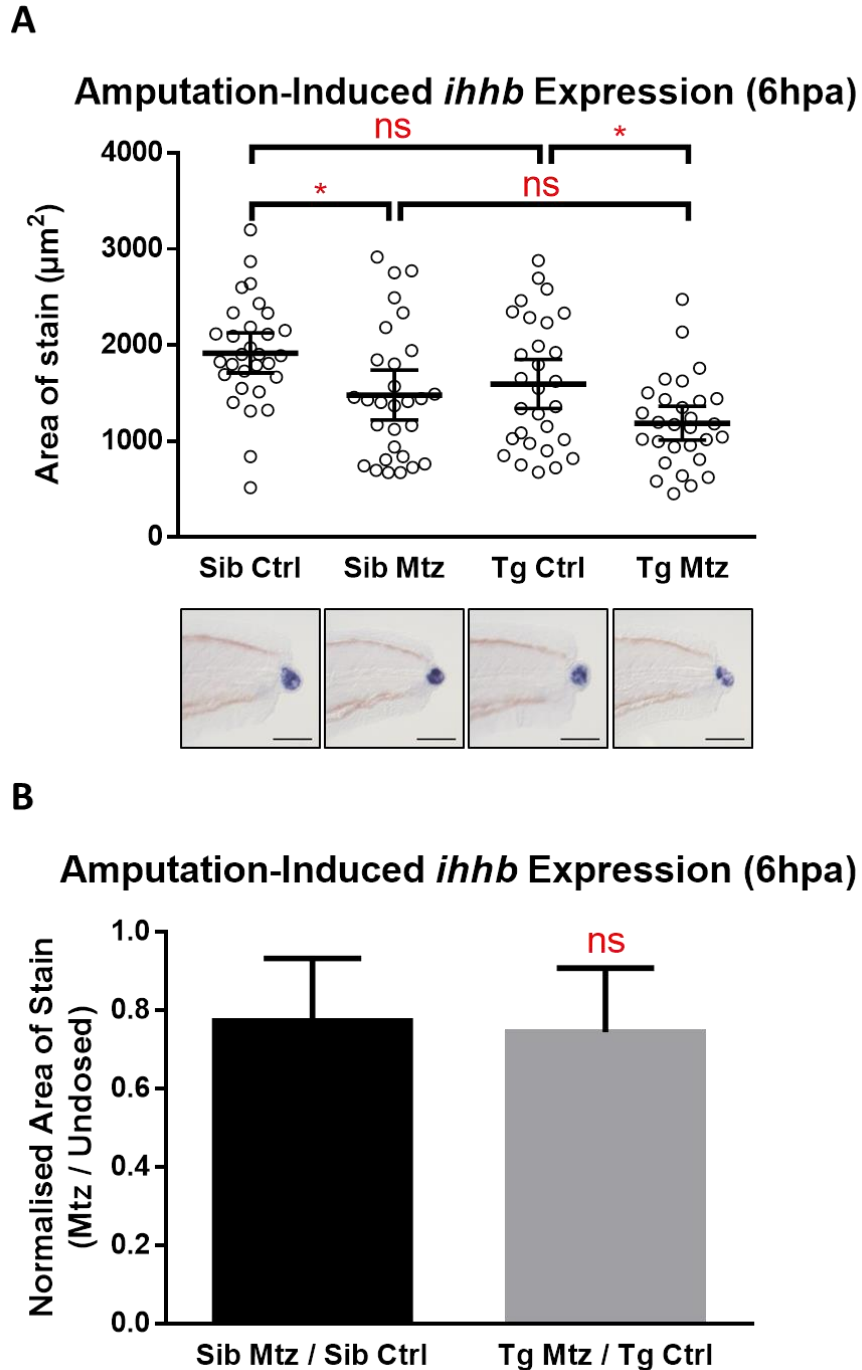 A
Amputation-Induced ihhb Expression (6hpa)
ns
*
*
ns
Area of stain (µm²)
4000
3000
2000
1000
0
Sib Ctrl Sib Mtz Tg Ctrl Tg Mtz
B
Amputation-Induced ihhb Expression (6hpa)
ns
Normalised Area of Stain
(Mtz / Undosed)
1.0
0.8
0.6
0.4
0.2
0.0
Sib Mtz / Sib Ctrl Tg Mtz / Tg Ctrl